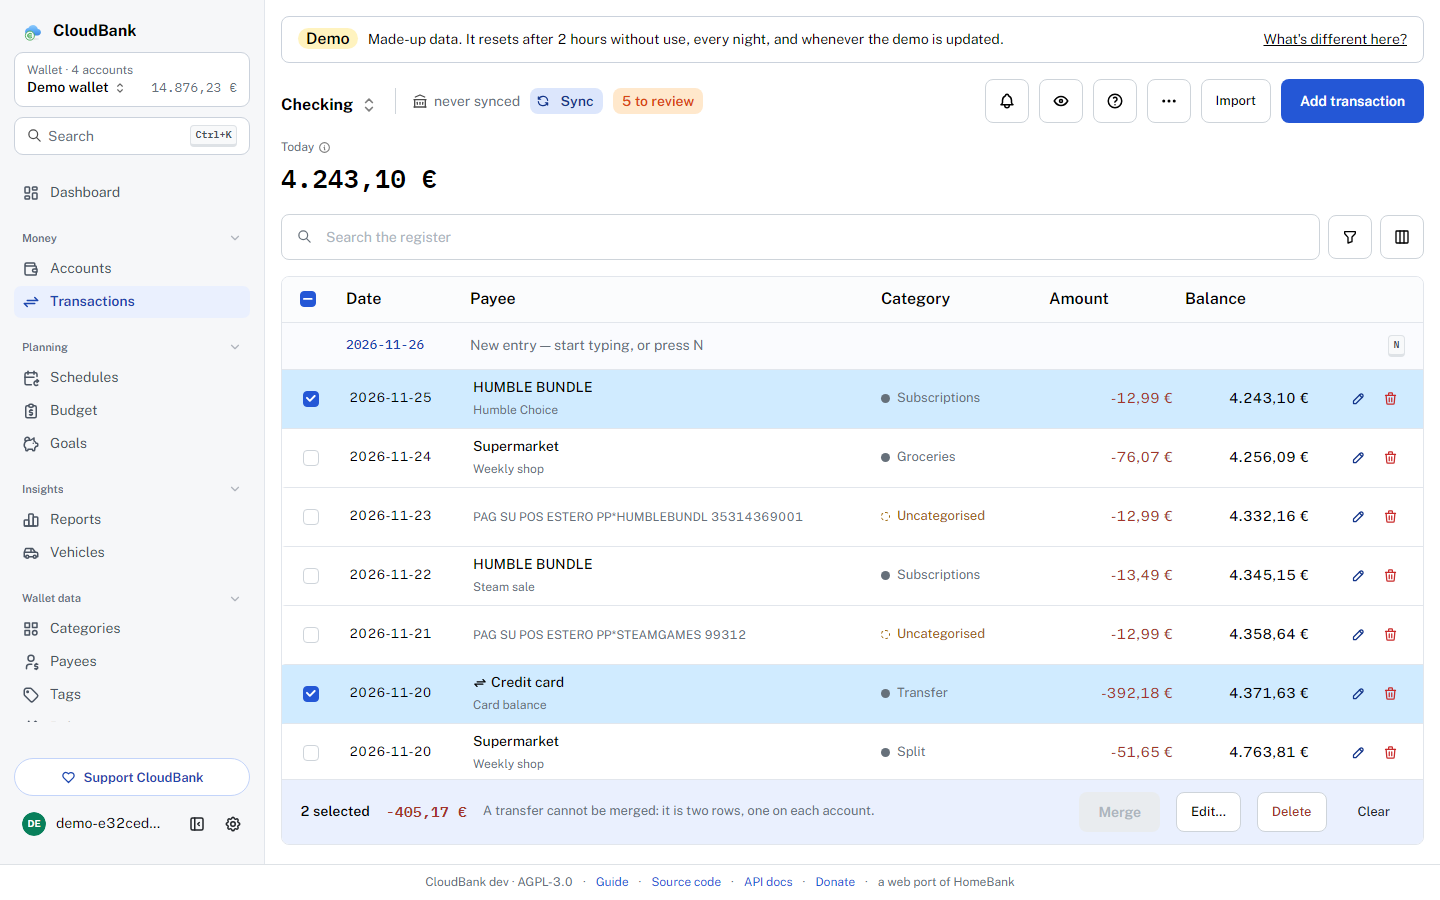 CloudBank
Wallet · 4 accounts
Demo wallet 14.876,23 €
Search Ctrl+K
Dashboard
Money
Accounts
Transactions
Planning
Schedules
Budget
Goals
Insights
Reports
Vehicles
Wallet data
Categories
Payees
Tags
Support CloudBank
DE demo-e32ced...
Demo Made-up data. It resets after 2 hours without use, every night, and whenever the demo is updated. What's different here?
Checking never synced Sync 5 to review Import Add transaction
Today
4.243,10 €
Search the register
Date Payee Category Amount Balance
2026-11-26 New entry — start typing, or press N N
2026-11-25 HUMBLE BUNDLE Subscriptions -12,99 € 4.243,10 €
Humble Choice
2026-11-24 Supermarket Groceries -76,07 € 4.256,09 €
Weekly shop
2026-11-23 PAG SU POS ESTERO PP*HUMBLEBUNDL 35314369001 Uncategorised -12,99 € 4.332,16 €
2026-11-22 HUMBLE BUNDLE Subscriptions -13,49 € 4.345,15 €
Steam sale
2026-11-21 PAG SU POS ESTERO PP*STEAMGAMES 99312 Uncategorised -12,99 € 4.358,64 €
2026-11-20 Credit card Transfer -392,18 € 4.371,63 €
Card balance
2026-11-20 Supermarket Split -51,65 € 4.763,81 €
Weekly shop
2 selected -405,17 € A transfer cannot be merged: it is two rows, one on each account. Merge Edit... Delete Clear
CloudBank dev · AGPL-3.0 · Guide · Source code · API docs · Donate · a web port of HomeBank